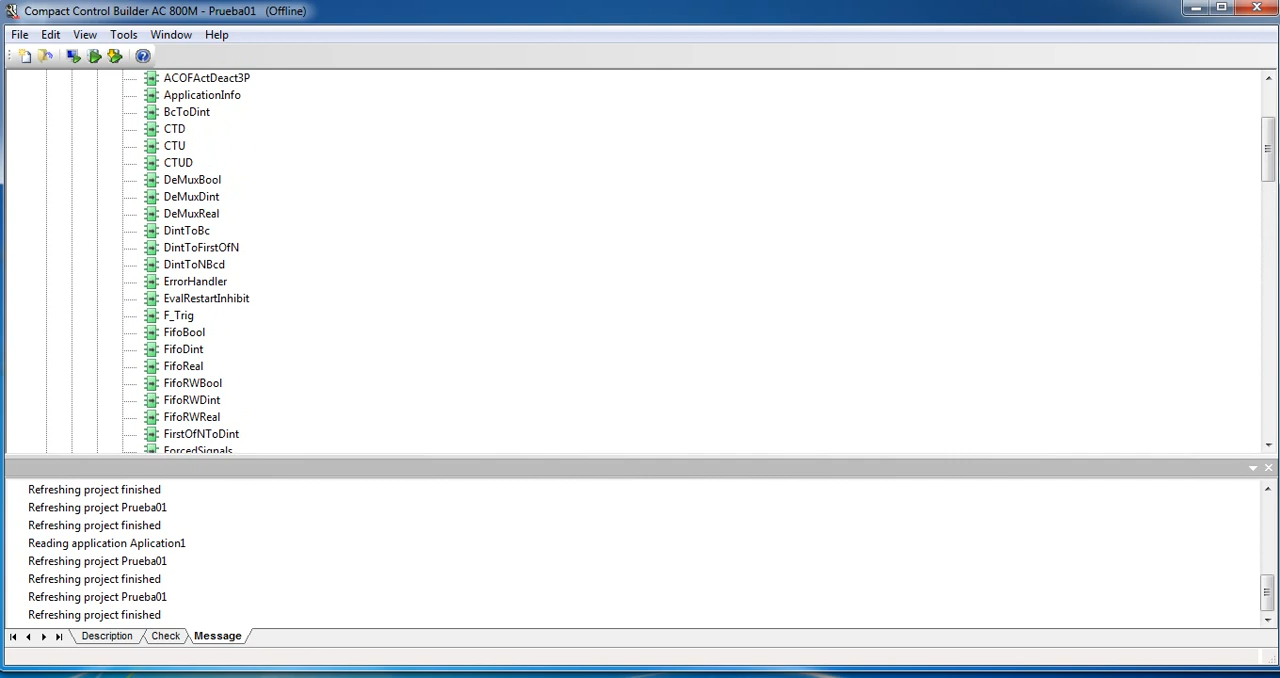 Compact Control Builder AC 800M - Prueba01   (Offline)
File   Edit   View   Tools   Window   Help
ACOFActDeact3P
ApplicationInfo
BcToDint
CTD
CTU
CTUD
DeMuxBool
DeMuxDint
DeMuxReal
DintToBc
DintToFirstOfN
DintToNBcd
ErrorHandler
EvalRestartInhibit
F_Trig
FifoBool
FifoDint
FifoReal
FifoRWBool
FifoRWDint
FifoRWReal
FirstOfNToDint
ForcedSignals
Refreshing project finished
Refreshing project Prueba01
Refreshing project finished
Reading application Aplication1
Refreshing project Prueba01
Refreshing project finished
Refreshing project Prueba01
Refreshing project finished
Description   Check   Message